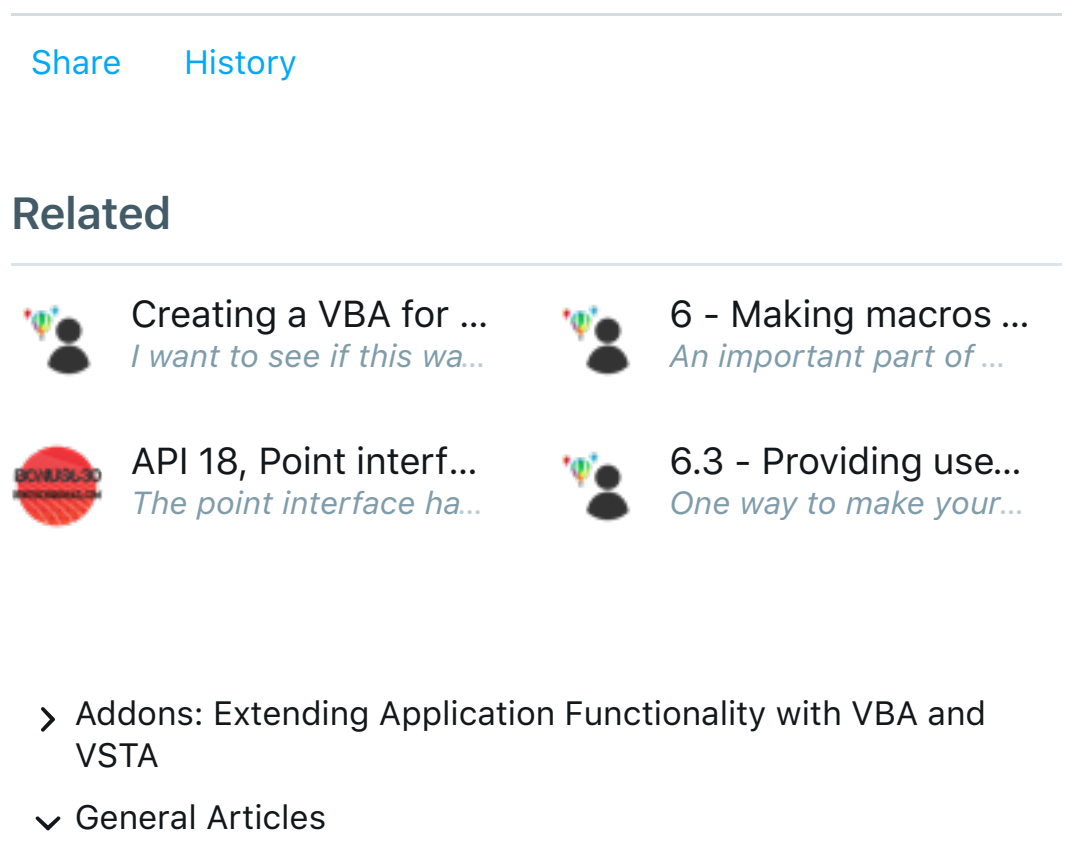 Share History
Related
Creating a VBA for ...
I want to see if this wa...
6 - Making macros ...
An important part of ...
API 18, Point interf...
The point interface ha...
6.3 - Providing use...
One way to make your...
Addons: Extending Application Functionality with VBA and
VSTA
General Articles